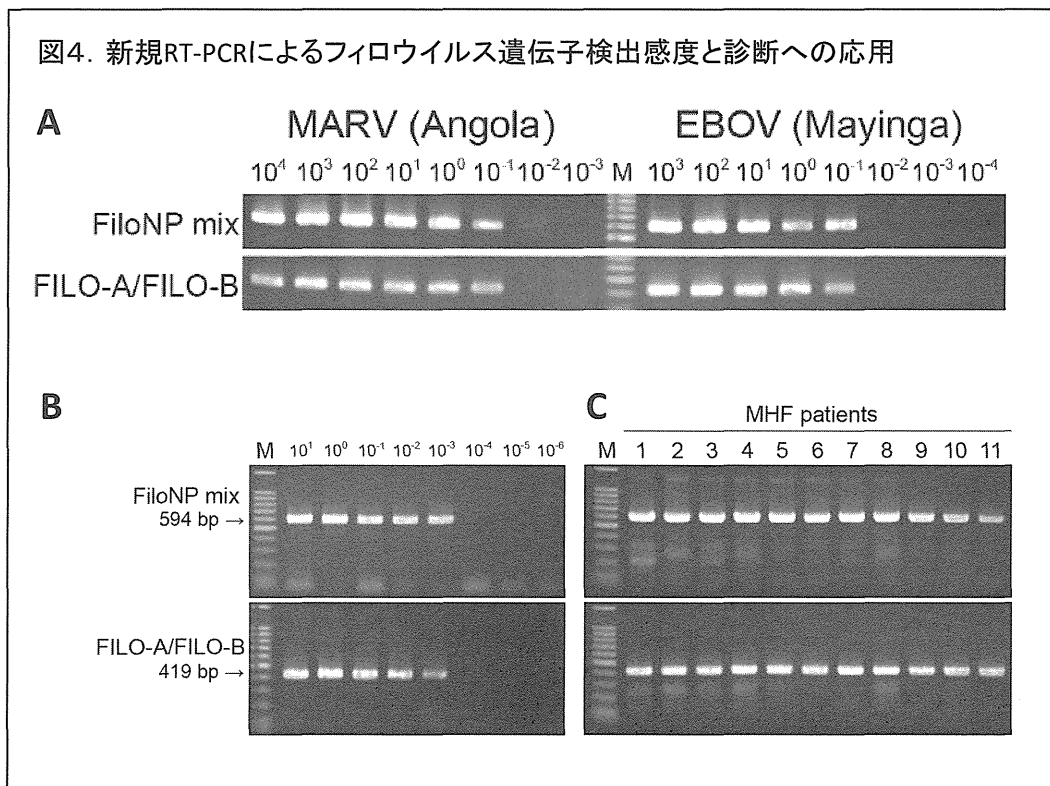 図4. 新規RT-PCRによるフィロウイルス遺伝子検出感度と診断への応用
A
MARV (Angola) EBOV (Mayinga)
10⁴ 10³ 10² 10¹ 10⁰ 10⁻¹ 10⁻² 10⁻³ M 10³ 10² 10¹ 10⁰ 10⁻¹ 10⁻² 10⁻³ 10⁻⁴
FiloNP mix
FILO-A/FILO-B
B
M 10¹ 10⁰ 10⁻¹ 10⁻² 10⁻³ 10⁻⁴ 10⁻⁵ 10⁻⁶
FiloNP mix
594 bp →
FILO-A/FILO-B
419 bp →
C
MHF patients
M 1 2 3 4 5 6 7 8 9 10 11